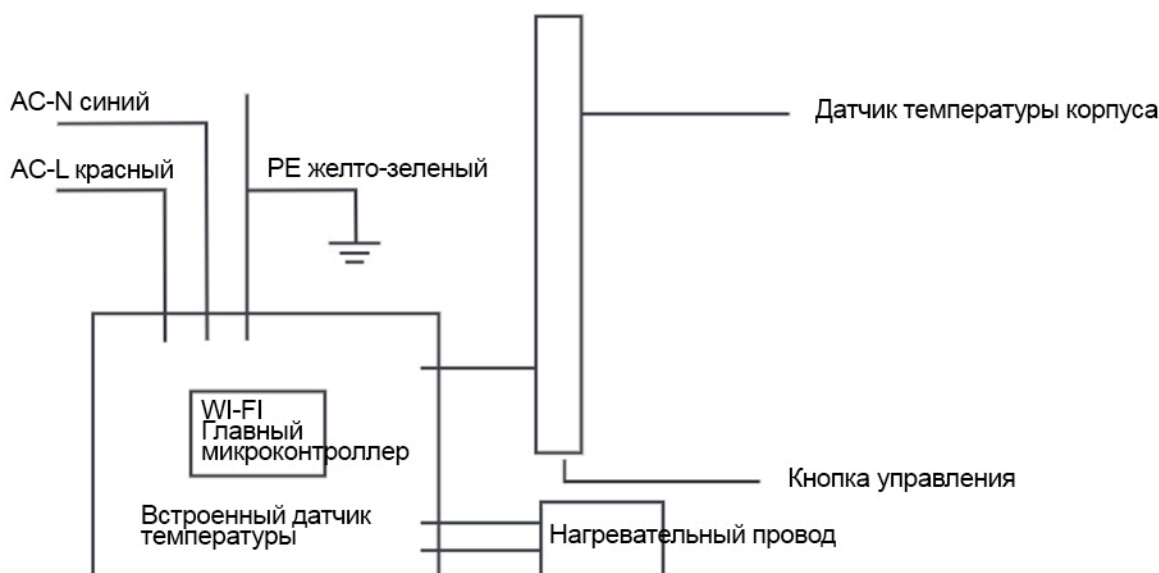 AC-N синий
Датчик температуры корпуса
AC-L красный
PE желто-зеленый
WI-FI
Главный
микроконтроллер
Кнопка управления
Встроенный датчик
температуры
Нагревательный провод